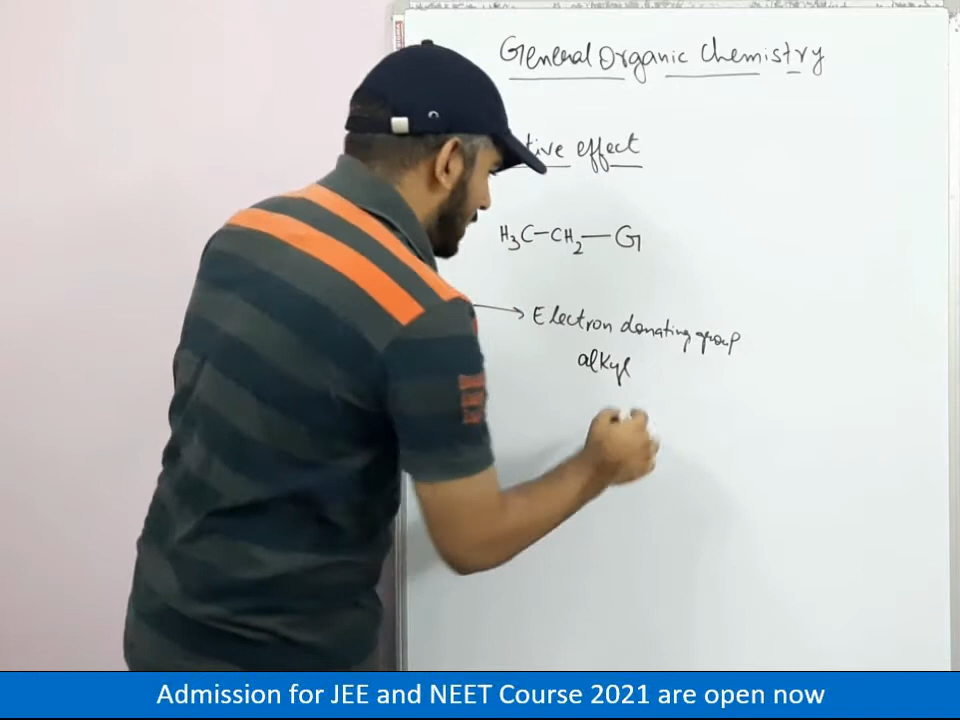 General Organic Chemistry
tive effect
H₃C-CH₂-G
Electron donating group
alkyl
Admission for JEE and NEET Course 2021 are open now